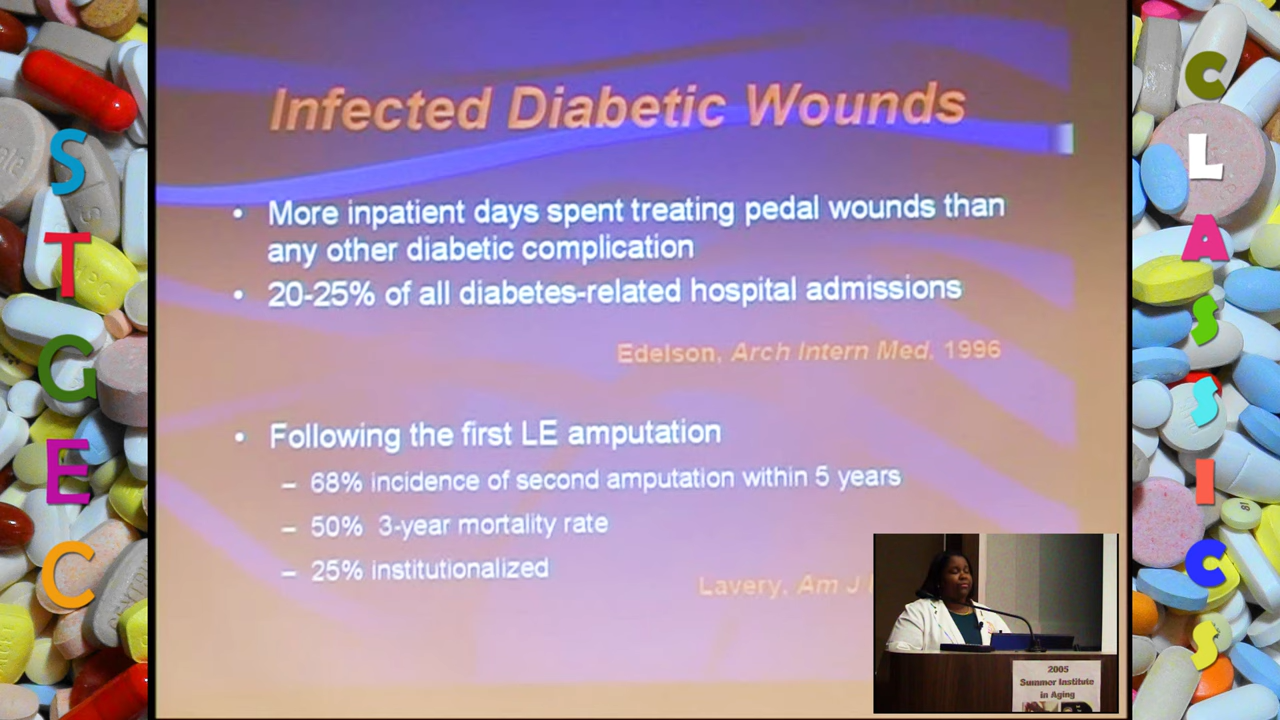 STGEC
CLASSICS
Infected Diabetic Wounds
• More inpatient days spent treating pedal wounds than
any other diabetic complication
• 20-25% of all diabetes-related hospital admissions
Edelson, Arch Intern Med. 1996
• Following the first LE amputation
– 68% incidence of second amputation within 5 years
– 50% 3-year mortality rate
– 25% institutionalized
Lavery, Am J
2005
Summer Institute
in Aging